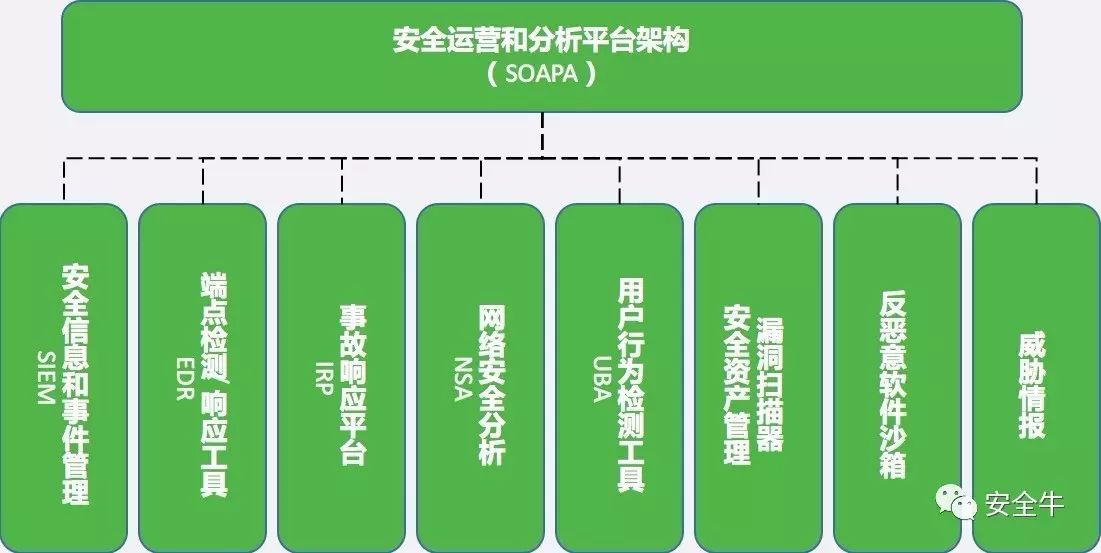 安全运营和分析平台架构
（SOAPA）
安全信息和事件管理
SIEM
端点检测/响应工具
EDR
事故响应平台
IRP
网络安全分析
NSA
用户行为检测工具
UBA
漏洞扫描器
安全资产管理
反恶意软件沙箱
威胁情报
安全牛